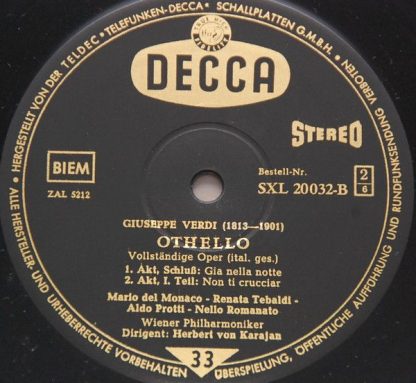 HERGESTELLT VON DER TELDEC • TELEFUNKEN-DECCA • SCHALLPLATTEN G.M.B.H.
• ALLE HERSTELLER- UND URHEBERRECHTE VORBEHALTEN
ÜBERSPIELUNG, ÖFFENTLICHE AUFFÜHRUNG UND RUNDFUNKSENDUNG VERBOTEN
DECCA
STEREO
BIEM
ZAL 5212
Bestell-Nr.
SXL 20032-B
2
6
GIUSEPPE VERDI (1813—1901)
OTHELLO
Vollständige Oper (ital. ges.)
1. Akt, Schluß: Gia nella notte
2. Akt, I. Teil: Non ti crucciar
Mario del Monaco - Renata Tebaldi -
Aldo Protti - Nello Romanato
Wiener Philharmoniker
Dirigent: Herbert von Karajan
33